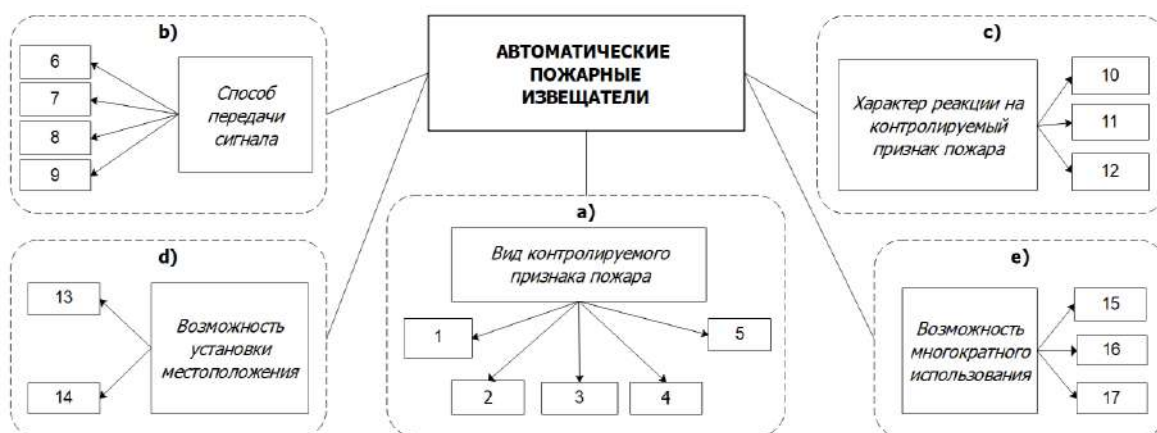 АВТОМАТИЧЕСКИЕ
ПОЖАРНЫЕ
ИЗВЕЩАТЕЛИ
b)
6
7
8
9
Способ
передачи
сигнала
c)
Характер реакции на
контролируемый
признак пожара
10
11
12
a)
Вид контролируемого
признака пожара
1
2
3
4
5
d)
13
14
Возможность
установки
местоположения
e)
Возможность
многократного
использования
15
16
17